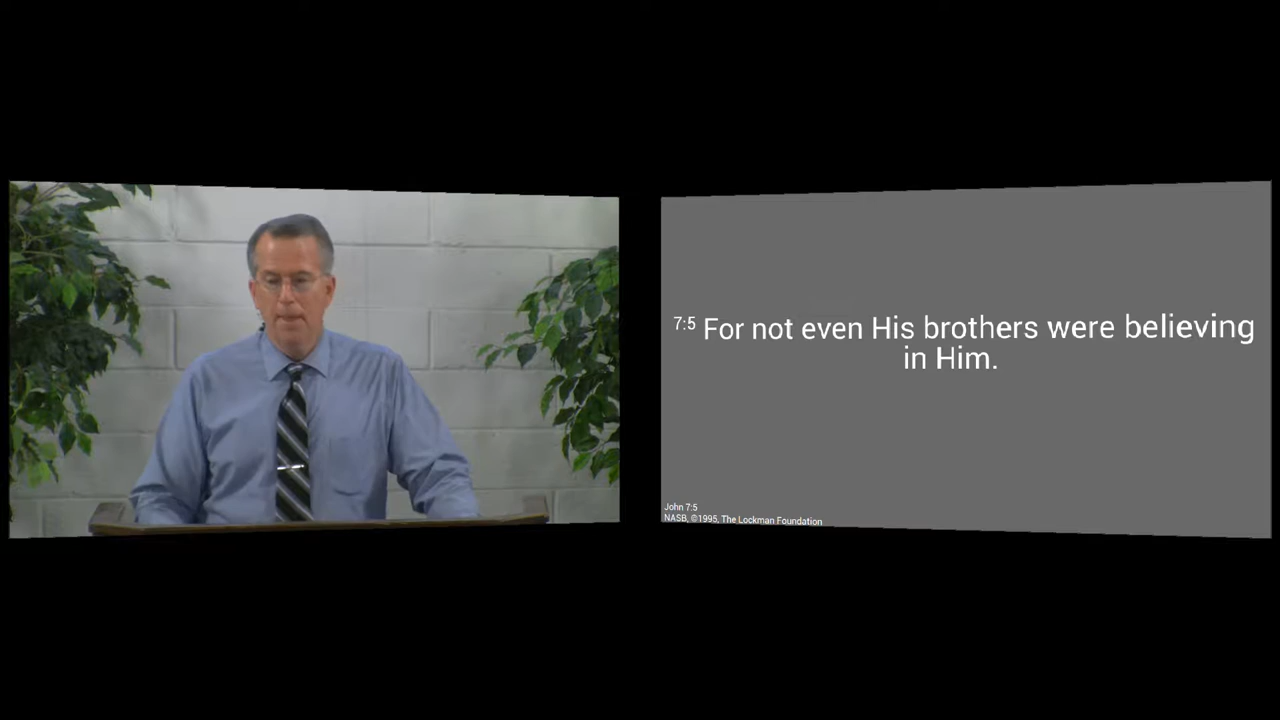 7:5 For not even His brothers were believing
in Him.
John 7:5
NASB, ©1995, The Lockman Foundation